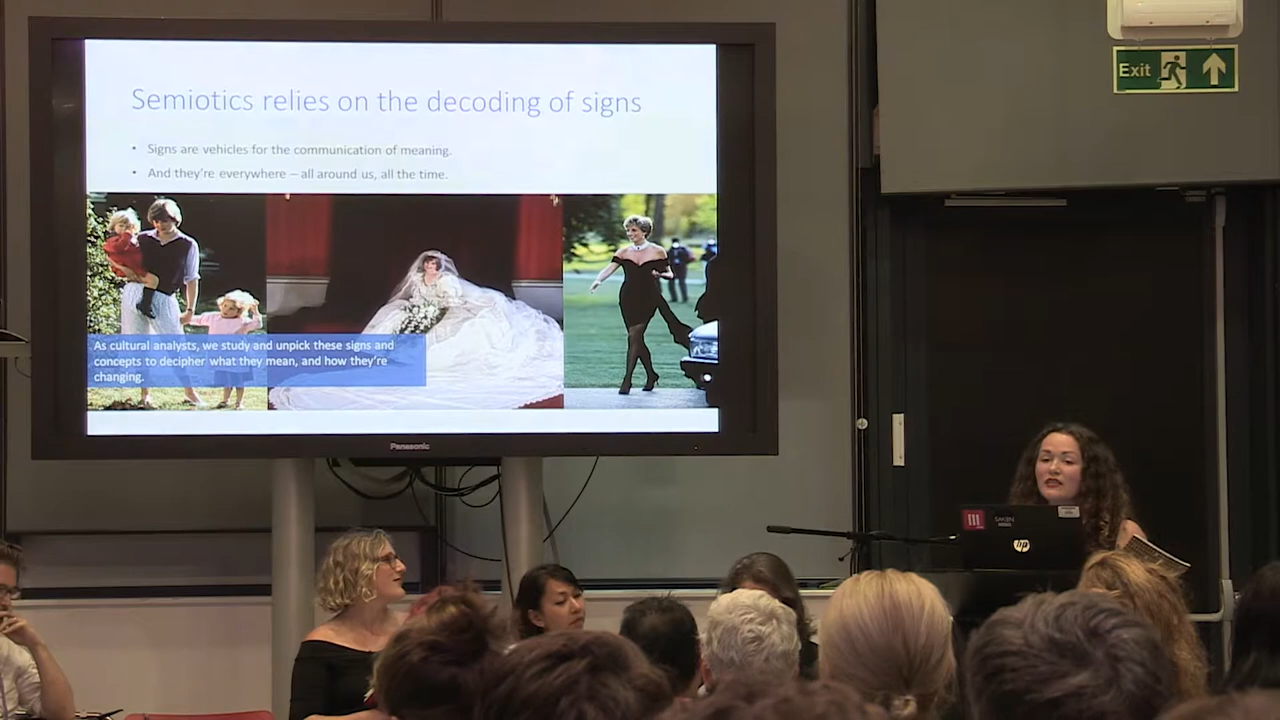 Semiotics relies on the decoding of signs
• Signs are vehicles for the communication of meaning.
• And they're everywhere – all around us, all the time.
As cultural analysts, we study and unpick these signs and
concepts to decipher what they mean, and how they're
changing.
Panasonic
Exit
hp